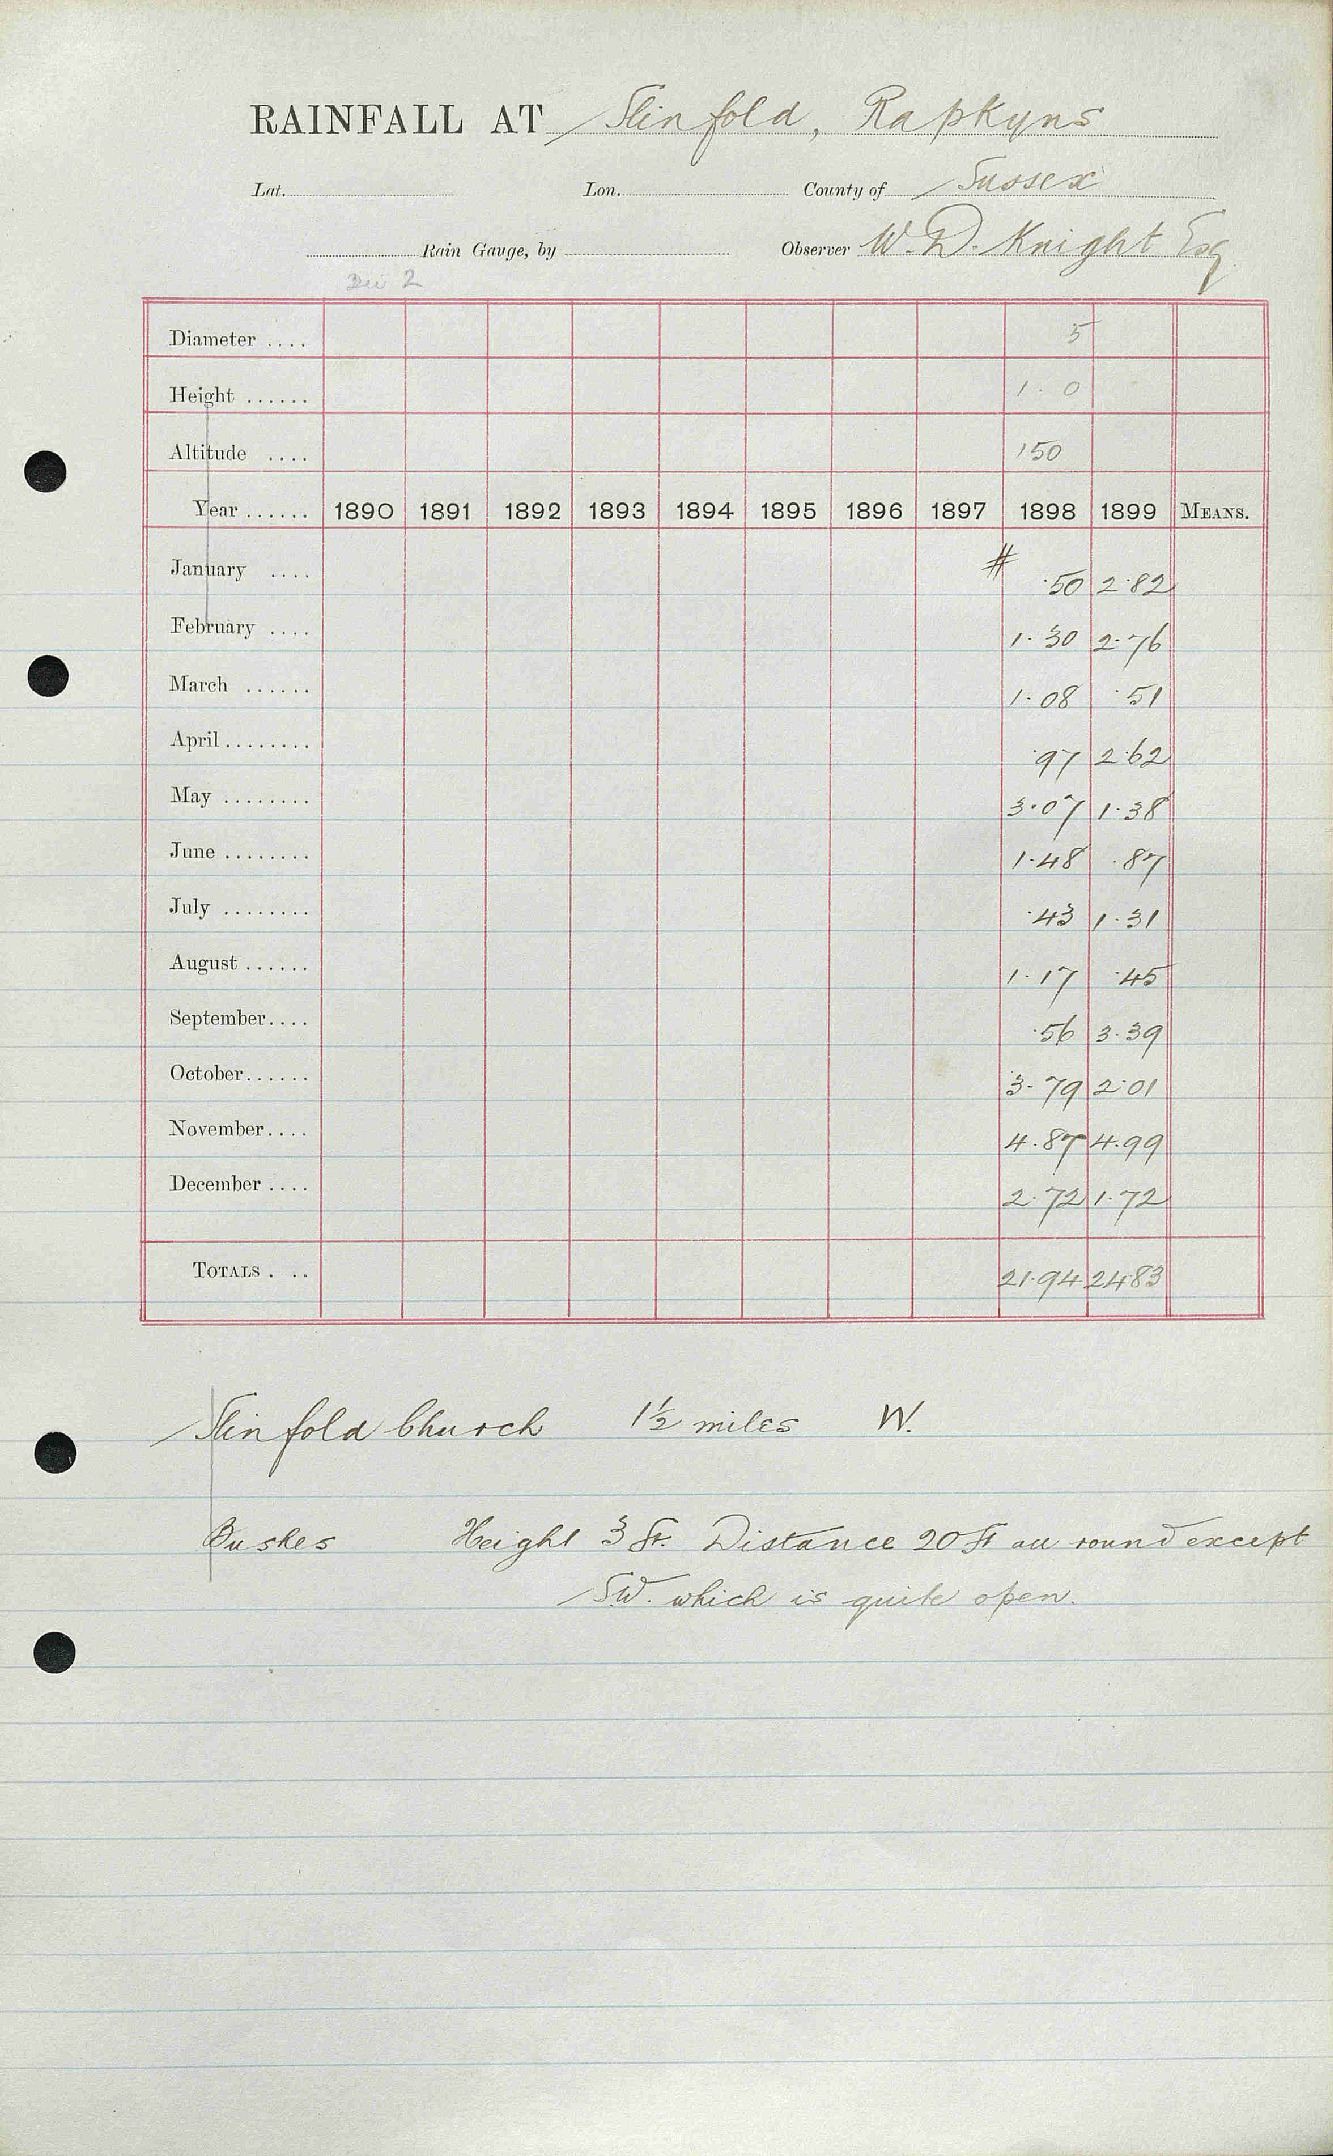 RAINFALL AT Slinfold, Rapkyns
Lat. Lon. County of Sussex
Rain Gauge, by Observer W. D. Knight Esq
Div 2
Diameter .... 5
Height ...... 1. 0
Altitude .... 150
Year ...... 1890 1891 1892 1893 1894 1895 1896 1897 1898 1899 MEANS.
January .... # .50 2.82
February .... 1.30 2.76
March ...... 1.08 .51
April ........ .97 2.62
May ........ 3.07 1.38
June ........ 1.48 .87
July ........ .43 1.31
August ...... 1.17 .45
September.... .56 3.39
October...... 3.79 2.01
November.... 4.87 4.99
December .... 2.72 1.72
TOTALS . .. 21.94 24.83
Slinfold Church 1½ miles W.
Bushes Height 3 ft. Distance 20 ft all round except
SW. which is quite open.